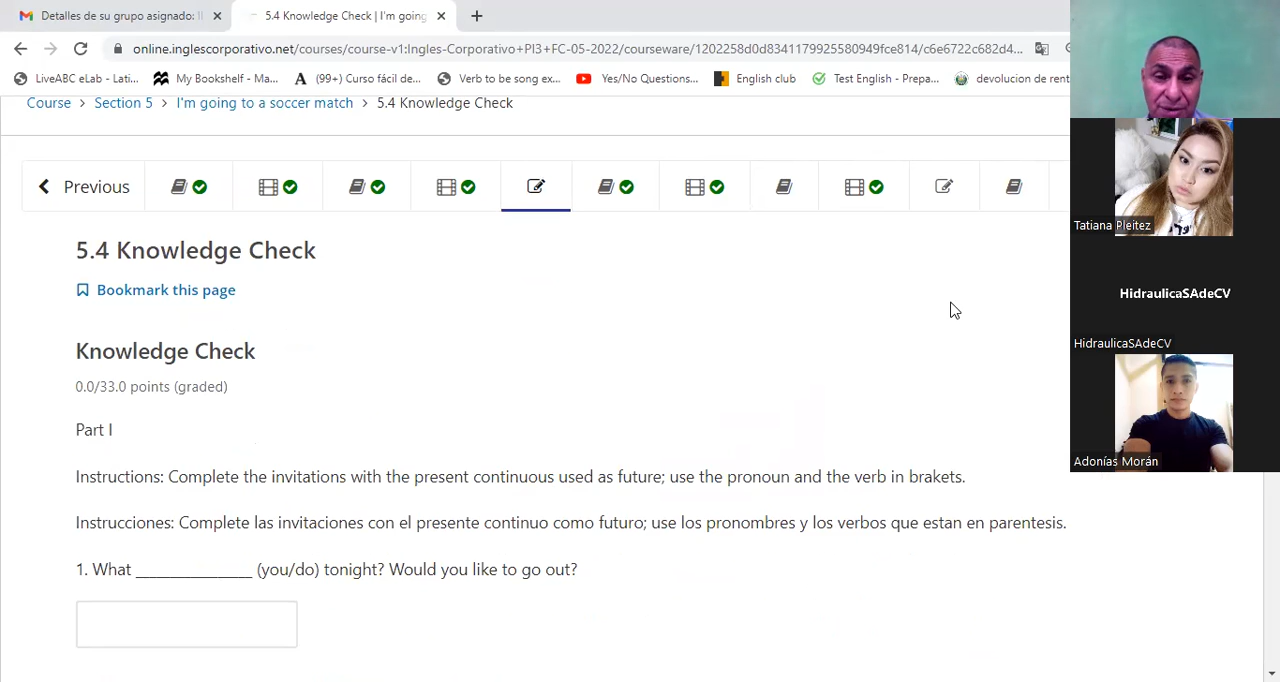 Detalles de su grupo asignado: II
5.4 Knowledge Check | I'm going
online.inglescorporativo.net/courses/course-v1:Ingles-Corporativo+PI3+FC-05-2022/courseware/1202258d0d8341179925580949fce814/c6e6722c682d4...
LiveABC eLab - Lati...
My Bookshelf - Ma...
(99+) Curso fácil de...
Verb to be song ex...
Yes/No Questions...
English club
Test English - Prepa...
devolucion de rent
Course > Section 5 > I'm going to a soccer match > 5.4 Knowledge Check
Previous
5.4 Knowledge Check
Bookmark this page
Knowledge Check
0.0/33.0 points (graded)
Part I
Instructions: Complete the invitations with the present continuous used as future; use the pronoun and the verb in brakets.
Instrucciones: Complete las invitaciones con el presente continuo como futuro; use los pronombres y los verbos que estan en parentesis.
1. What _______________ (you/do) tonight? Would you like to go out?
Tatiana Pleitez
HidraulicaSAdeCV
HidraulicaSAdeCV
Adonías Morán